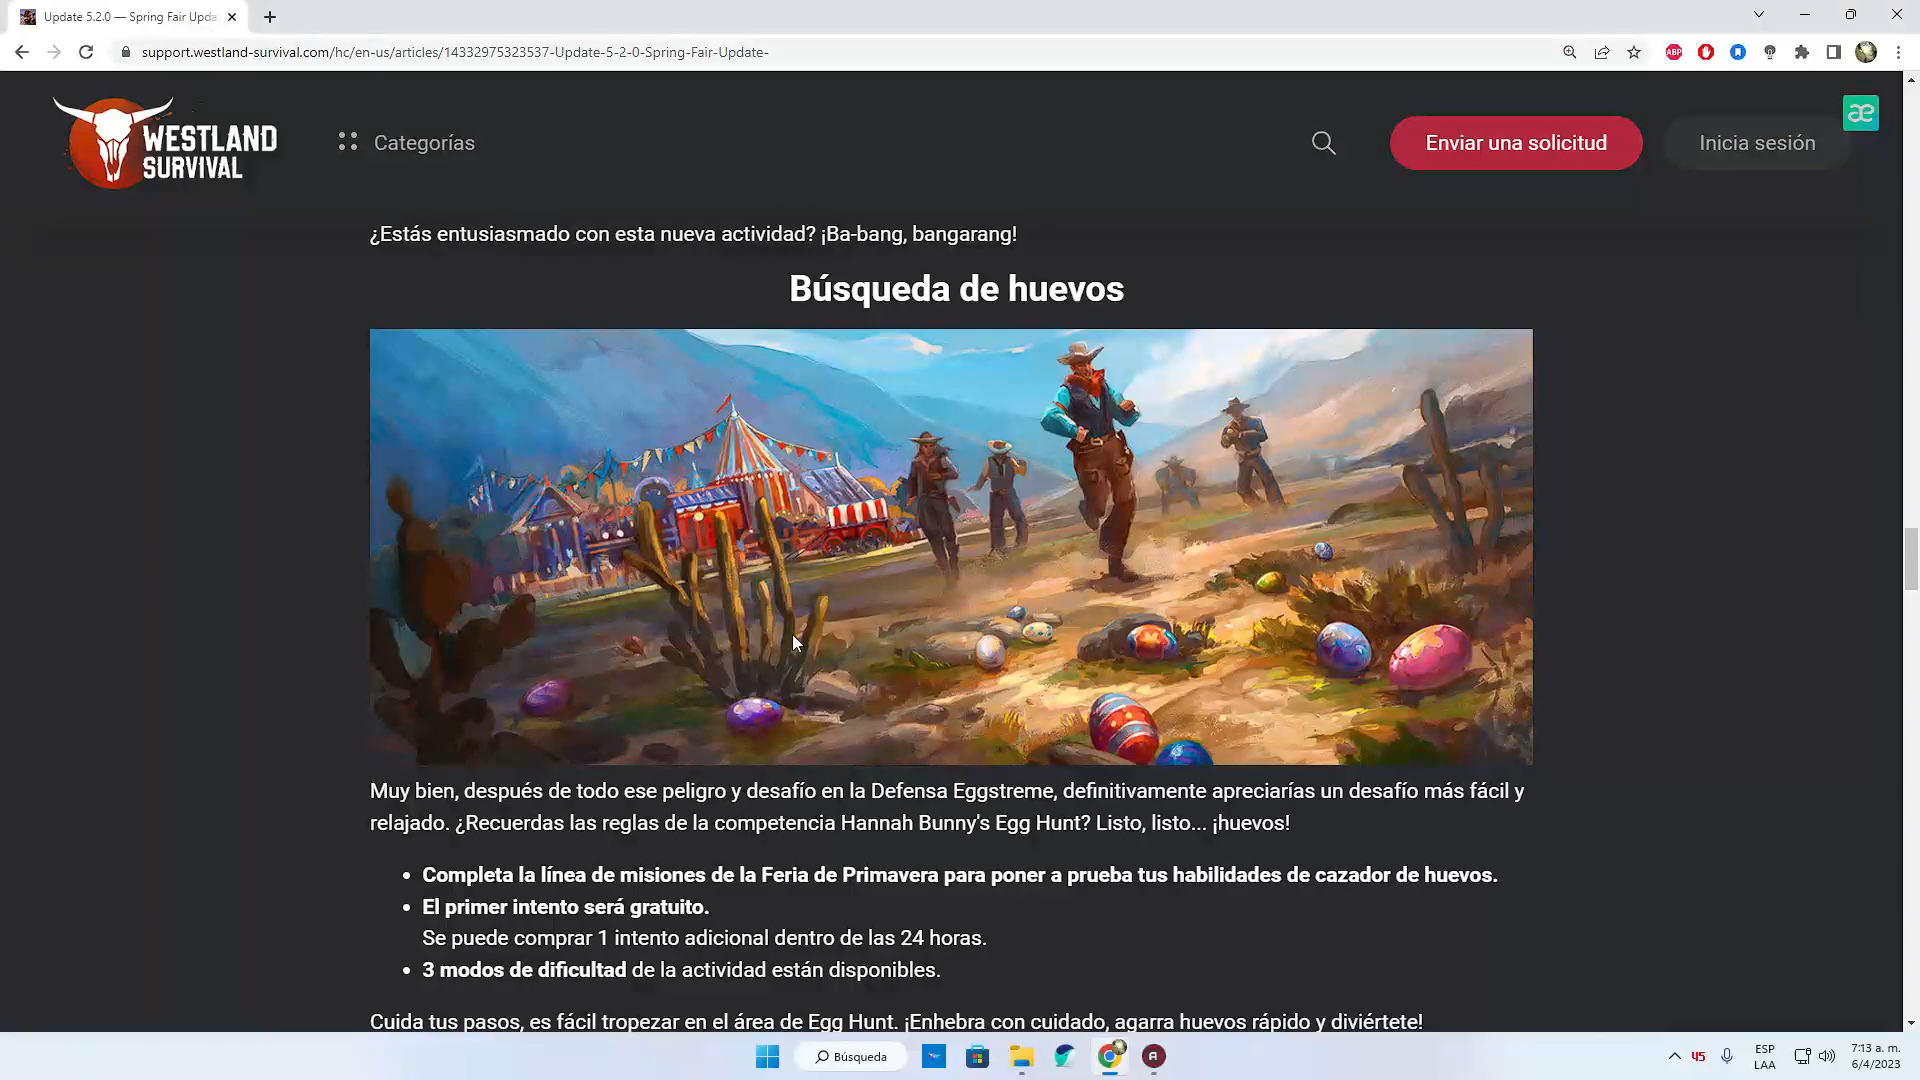 Update 5.2.0 — Spring Fair Upda
support.westland-survival.com/hc/en-us/articles/14332975323537-Update-5-2-0-Spring-Fair-Update-
ABP
WESTLAND
SURVIVAL
Categorías
Enviar una solicitud
Inicia sesión
æ
¿Estás entusiasmado con esta nueva actividad? ¡Ba-bang, bangarang!
Búsqueda de huevos
Muy bien, después de todo ese peligro y desafío en la Defensa Eggstreme, definitivamente apreciarías un desafío más fácil y
relajado. ¿Recuerdas las reglas de la competencia Hannah Bunny's Egg Hunt? Listo, listo... ¡huevos!
• Completa la línea de misiones de la Feria de Primavera para poner a prueba tus habilidades de cazador de huevos.
• El primer intento será gratuito.
Se puede comprar 1 intento adicional dentro de las 24 horas.
• 3 modos de dificultad de la actividad están disponibles.
Cuida tus pasos, es fácil tropezar en el área de Egg Hunt. ¡Enhebra con cuidado, agarra huevos rápido y diviértete!
Búsqueda
45
ESP
LAA
7:13 a. m.
6/4/2023